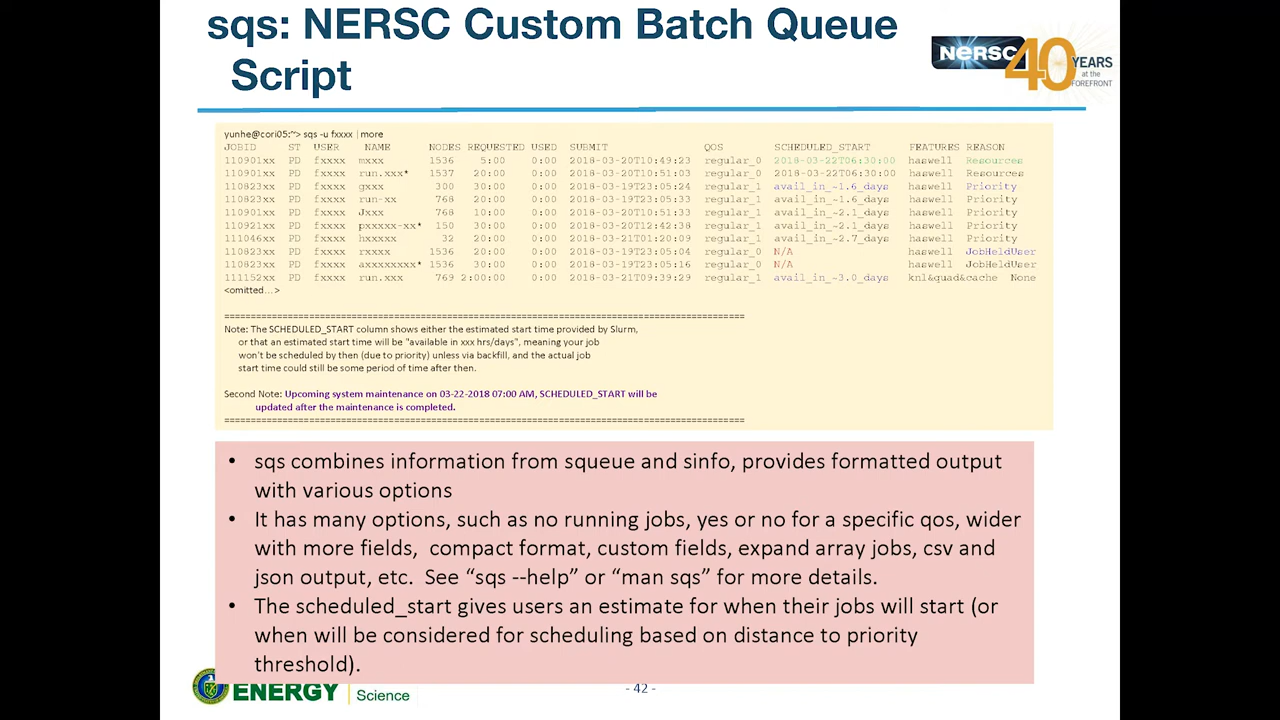 sqs: NERSC Custom Batch Queue
Script
NERSC 40 YEARS at the FOREFRONT
yunhe@cori05:~> sqs -u fxxxx | more
JOBID ST USER NAME NODES REQUESTED USED SUBMIT QOS SCHEDULED_START FEATURES REASON
110901xx PD fxxxx mxxx 1536 5:00 0:00 2018-03-20T10:49:23 regular_0 2018-03-22T06:30:00 haswell Resources
110901xx PD fxxxx run.xxx* 1537 20:00 0:00 2018-03-20T10:51:03 regular_0 2018-03-22T06:30:00 haswell Resources
110823xx PD fxxxx gxxx 300 30:00 0:00 2018-03-19T23:05:24 regular_1 avail_in_~1.6_days haswell Priority
110823xx PD fxxxx run-xx 768 20:00 0:00 2018-03-19T23:05:33 regular_1 avail_in_~1.6_days haswell Priority
110901xx PD fxxxx Jxxx 768 10:00 0:00 2018-03-20T10:51:33 regular_1 avail_in_~2.1_days haswell Priority
110921xx PD fxxxx pxxxxx-xx* 150 30:00 0:00 2018-03-20T12:42:38 regular_1 avail_in_~2.1_days haswell Priority
111046xx PD fxxxx hxxxxx 32 20:00 0:00 2018-03-21T01:20:09 regular_1 avail_in_~2.7_days haswell Priority
110823xx PD fxxxx rxxxx 1536 20:00 0:00 2018-03-19T23:05:04 regular_0 N/A haswell JobHeldUser
110823xx PD fxxxx axxxxxxxx* 1536 30:00 0:00 2018-03-19T23:05:16 regular_0 N/A haswell JobHeldUser
111152xx PD fxxxx run.xxx 769 2:00:00 0:00 2018-03-21T09:39:29 regular_1 avail_in_~3.0_days knl&quad&cache None
<omitted...>
====================================================================================================
Note: The SCHEDULED_START column shows either the estimated start time provided by Slurm,
or that an estimated start time will be "available in xxx hrs/days", meaning your job
won't be scheduled by then (due to priority) unless via backfill, and the actual job
start time could still be some period of time after then.
Second Note: Upcoming system maintenance on 03-22-2018 07:00 AM, SCHEDULED_START will be
updated after the maintenance is completed.
====================================================================================================
• sqs combines information from squeue and sinfo, provides formatted output
with various options
• It has many options, such as no running jobs, yes or no for a specific qos, wider
with more fields, compact format, custom fields, expand array jobs, csv and
json output, etc. See “sqs --help” or “man sqs” for more details.
• The scheduled_start gives users an estimate for when their jobs will start (or
when will be considered for scheduling based on distance to priority
threshold).
ENERGY Science
- 42 -